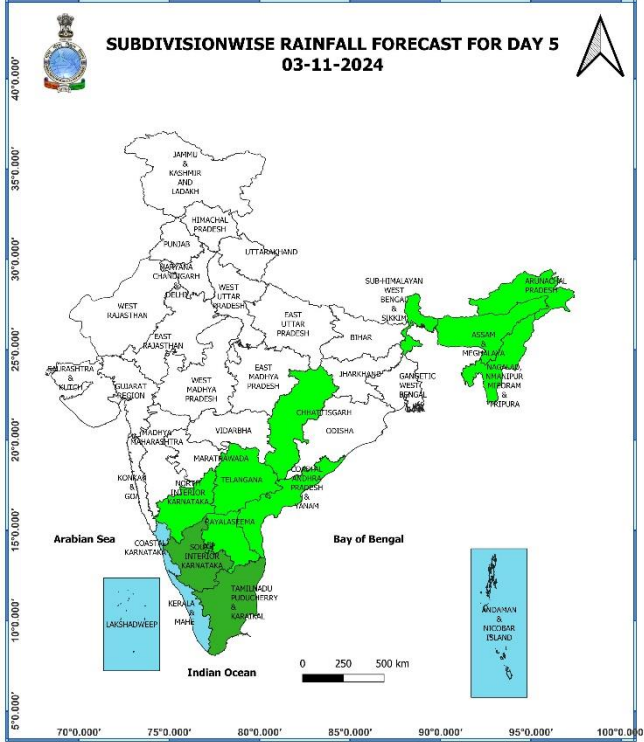 SUBDIVISIONWISE RAINFALL FORECAST FOR DAY 5
03-11-2024
40°0.000'
35°0.000'
30°0.000'
25°0.000'
20°0.000'
15°0.000'
10°0.000'
5°0.000'
JAMMU
&
KASHMIR
AND
LADAKH
HIMACHAL
PRADESH
PUNJAB
UTTARAKHAND
HARYANA
CHANDIGARH
&
DELHI
WEST
UTTAR
PRADESH
WEST
RAJASTHAN
EAST
RAJASTHAN
EAST
UTTAR
PRADESH
SUB-HIMALAYAN
WEST
BENGAL
&
SIKKIM
ARUNACHAL
PRADESH
ASSAM
&
MEGHALAYA
NAGALAD,
MANIPUR
MIZORAM
&
TRIPURA
BIHAR
SAURASHTRA
&
KUTCH
GUJARAT
REGION
WEST
MADHYA
PRADESH
EAST
MADHYA
PRADESH
JHARKHAND
GANGETIC
WEST
BENGAL
CHHATTISGARH
ODISHA
VIDARBHA
MADHYA
MAHARASHTRA
MARATHAWADA
TELANGANA
KONKAN
&
GOA
NORTH
INTERIOR
KARNATAKA
COASTAL
ANDHRA
PRADESH
&
YANAM
RAYALASEEMA
Arabian Sea
COASTAL
KARNATAKA
SOUTH
INTERIOR
KARNATAKA
Bay of Bengal
TAMILNADU
PUDUCHERRY
&
KARAIKAL
KERALA
&
MAHE
LAKSHADWEEP
ANDAMAN
&
NICOBAR
ISLAND
Indian Ocean
0 250 500 km
70°0.000' 75°0.000' 80°0.000' 85°0.000' 90°0.000' 95°0.000' 100°0.0